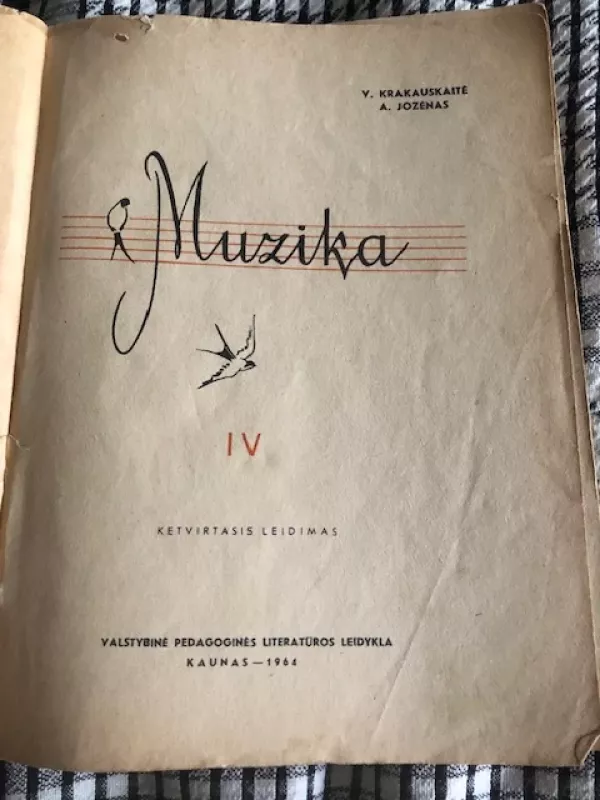 V. KRAKAUSKAITĖ
A. JOZĖNAS
Muzika
IV
KETVIRTASIS LEIDIMAS
VALSTYBINĖ PEDAGOGINĖS LITERATŪROS LEIDYKLA
KAUNAS—1964